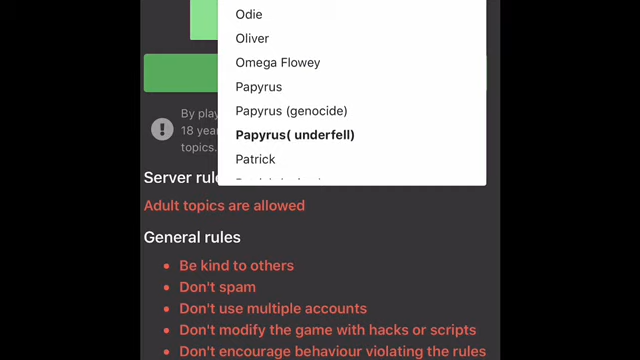 Odie
Oliver
Omega Flowey
Papyrus
Papyrus (genocide)
Papyrus( underfell)
Patrick
By play
18 year
topics.
Server rul
Adult topics are allowed
General rules
Be kind to others
Don't spam
Don't use multiple accounts
Don't modify the game with hacks or scripts
Don't encourage behaviour violating the rules